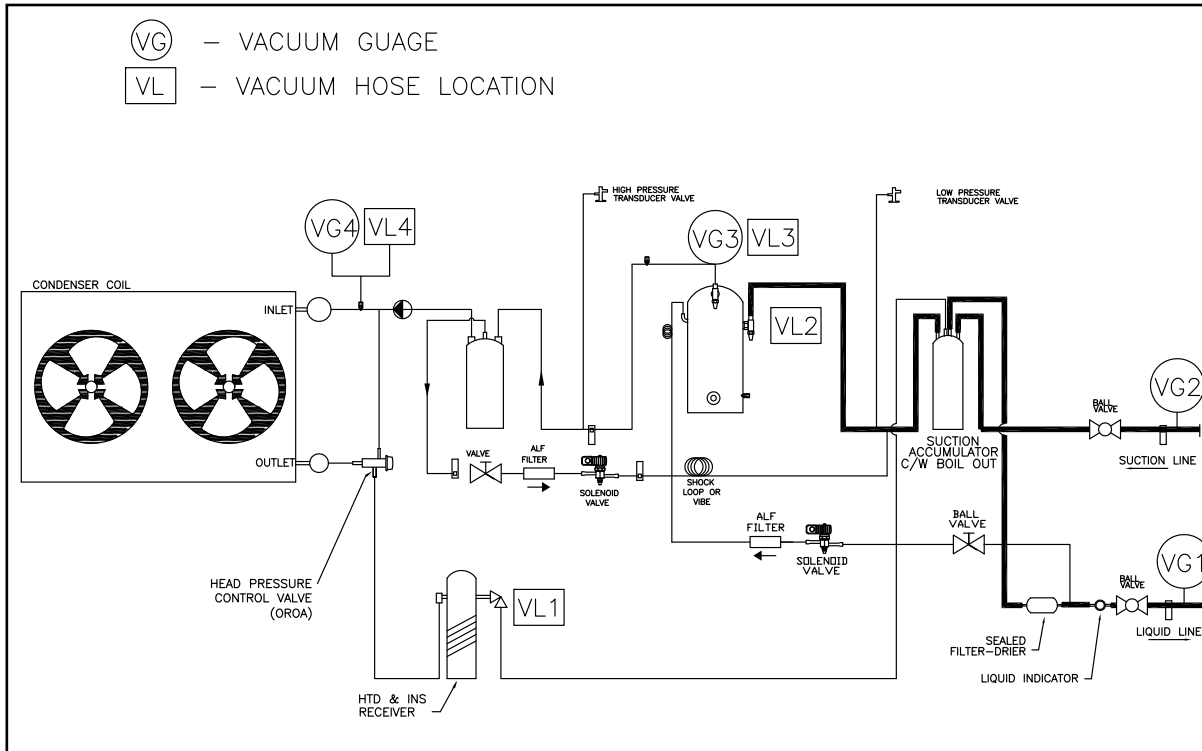 VG – VACUUM GUAGE
VL – VACUUM HOSE LOCATION
HIGH PRESSURE
TRANSDUCER VALVE
LOW PRESSURE
TRANSDUCER VALVE
VG4
VL4
VG3
VL3
CONDENSER COIL
INLET
VL2
VG2
BALL
VALVE
SUCTION
ACCUMULATOR
C/W BOIL OUT
SUCTION LINE
OUTLET
VALVE
ALF
FILTER
SOLENOID
VALVE
SHOCK
LOOP OR
VIBE
ALF
FILTER
SOLENOID
VALVE
BALL
VALVE
VG1
BALL
VALVE
HEAD PRESSURE
CONTROL VALVE
(OROA)
VL1
LIQUID LINE
SEALED
FILTER-DRIER
LIQUID INDICATOR
HTD & INS
RECEIVER